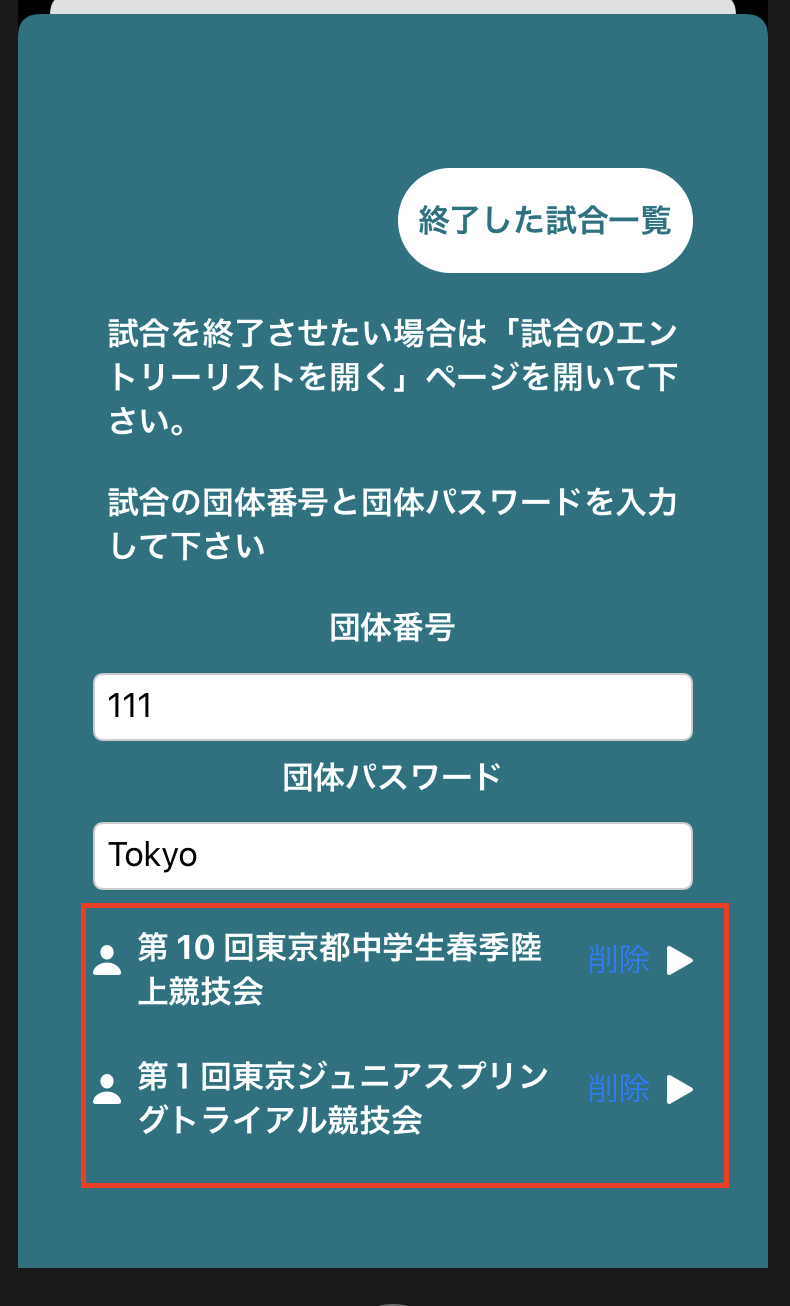 終了した試合一覧
試合を終了させたい場合は「試合のエン
トリーリストを開く」ページを開いて下
さい。
試合の団体番号と団体パスワードを入力
して下さい
団体番号
111
団体パスワード
Tokyo
第 10 回東京都中学生春季陸
上競技会
削除
第 1 回東京ジュニアスプリン
グトライアル競技会
削除